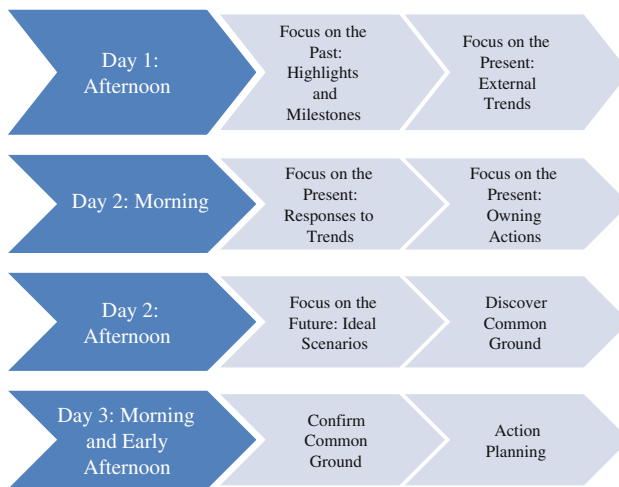 Day 1:
Afternoon
Focus on the
Past:
Highlights
and
Milestones
Focus on the
Present:
External
Trends
Day 2: Morning
Focus on the
Present:
Responses to
Trends
Focus on the
Present:
Owning
Actions
Day 2:
Afternoon
Focus on the
Future: Ideal
Scenarios
Discover
Common
Ground
Day 3: Morning
and Early
Afternoon
Confirm
Common
Ground
Action
Planning